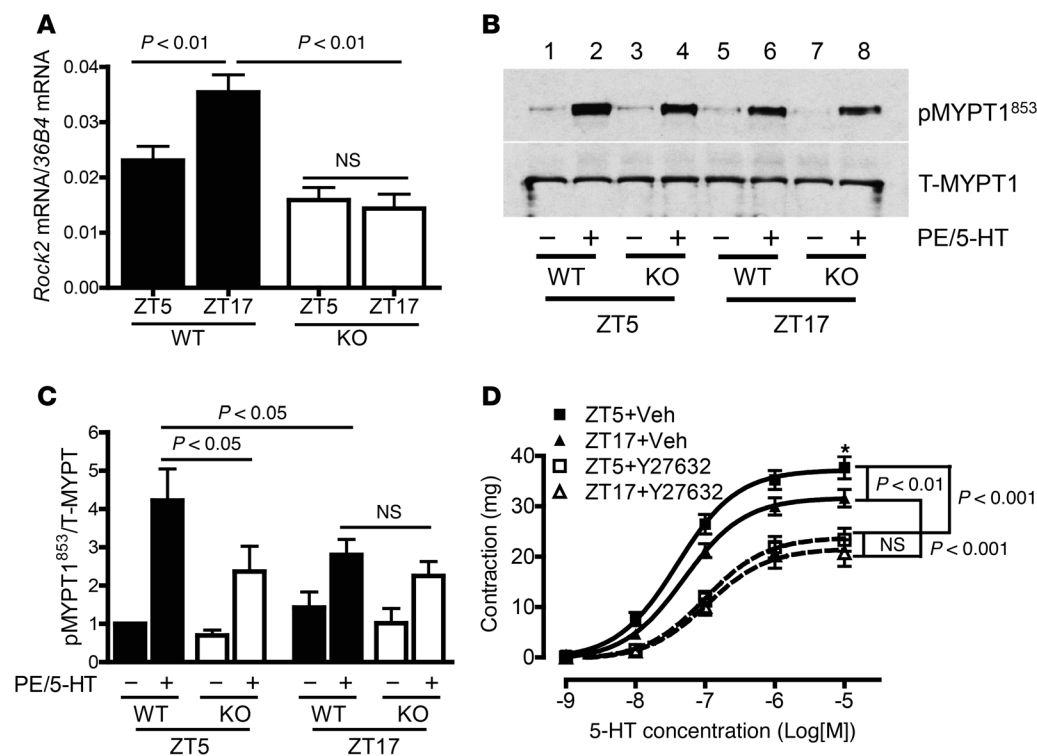 A
P < 0.01
P < 0.01
NS
Rock2 mRNA/36B4 mRNA
0.04
0.03
0.02
0.01
0.00
ZT5
ZT17
ZT5
ZT17
WT
KO
B
1 2 3 4 5 6 7 8
pMYPT1⁸⁵³
T-MYPT1
− + − + − + − + PE/5-HT
WT KO WT KO
ZT5 ZT17
C
P < 0.05
P < 0.05
NS
pMYPT1⁸⁵³/T-MYPT
6
5
4
3
2
1
0
PE/5-HT − + − + − + − +
WT KO WT KO
ZT5 ZT17
D
ZT5+Veh
ZT17+Veh
ZT5+Y27632
ZT17+Y27632
*
P < 0.01
P < 0.001
NS
P < 0.001
Contraction (mg)
40
30
20
10
0
-9 -8 -7 -6 -5
5-HT concentration (Log[M])